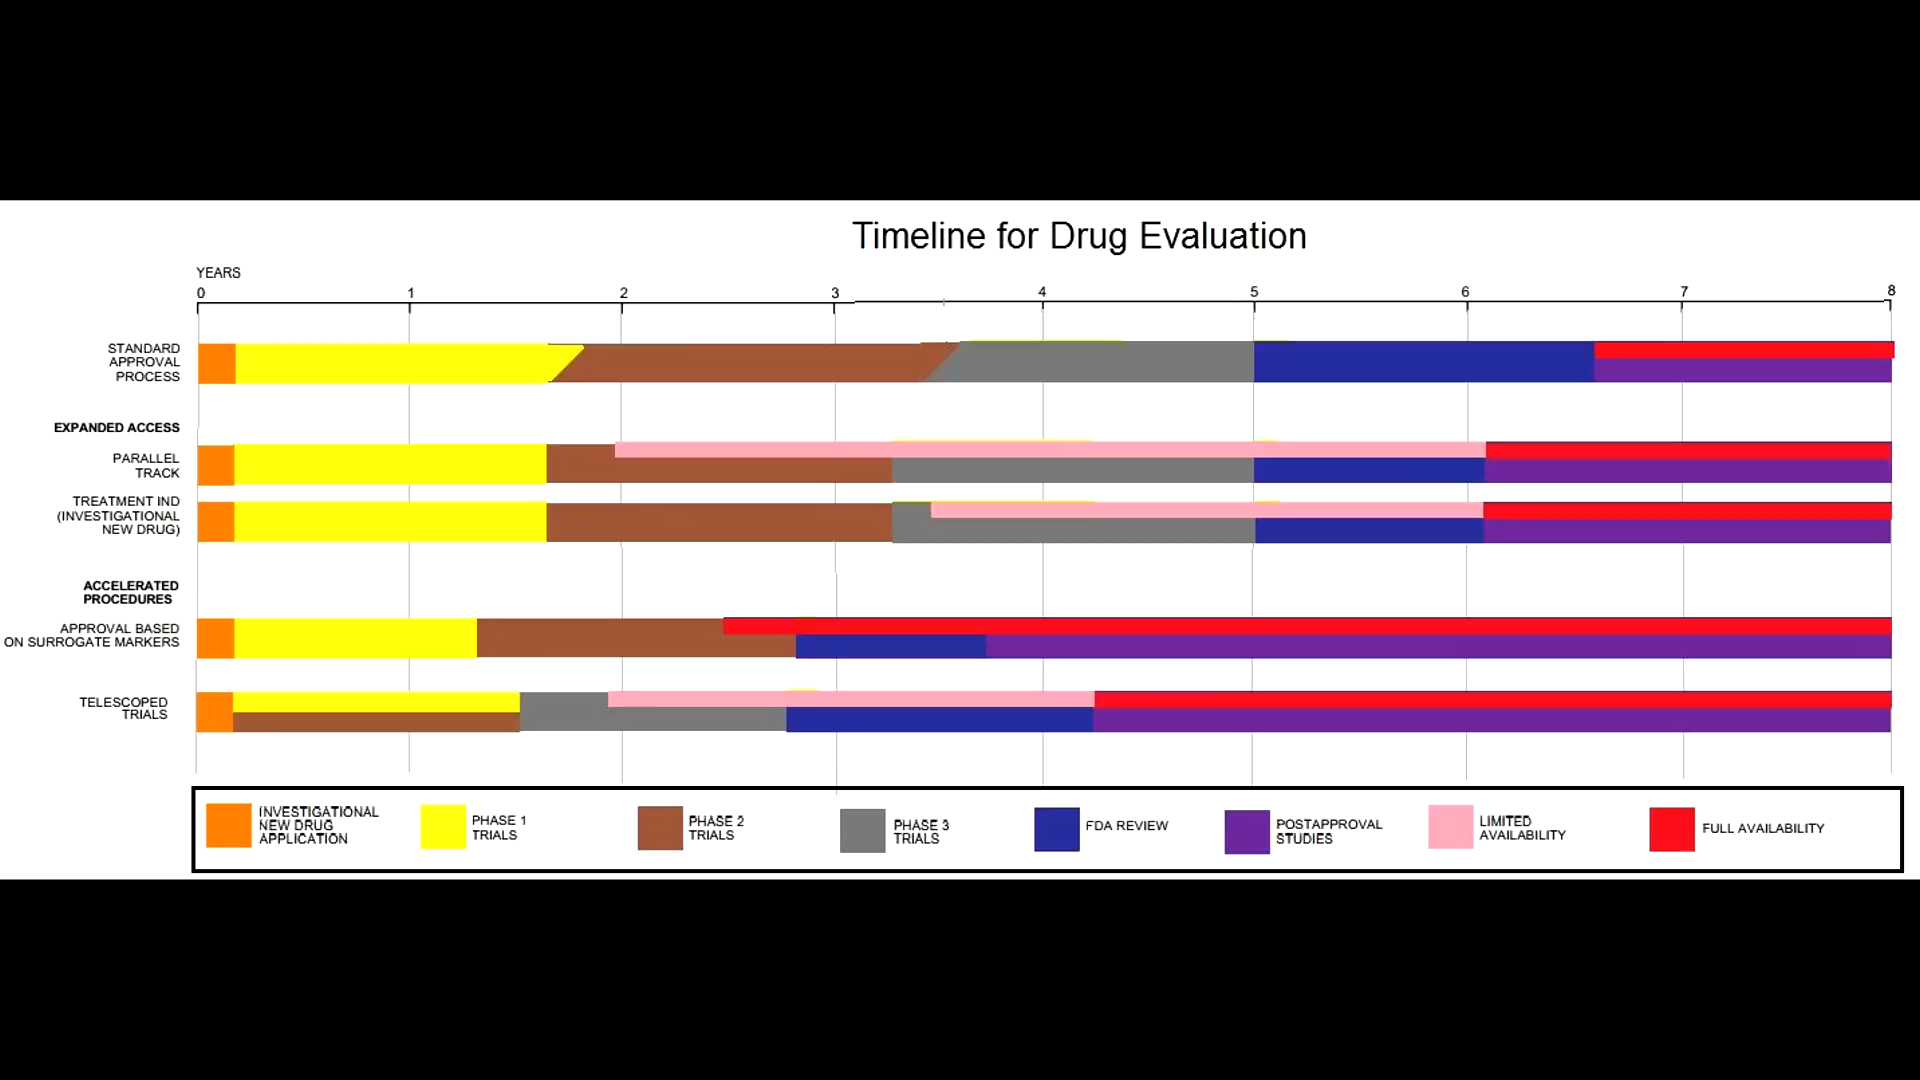 Timeline for Drug Evaluation
YEARS
0 1 2 3 4 5 6 7 8
STANDARD
APPROVAL
PROCESS
EXPANDED ACCESS
PARALLEL
TRACK
TREATMENT IND
(INVESTIGATIONAL
NEW DRUG)
ACCELERATED
PROCEDURES
APPROVAL BASED
ON SURROGATE MARKERS
TELESCOPED
TRIALS
INVESTIGATIONAL
NEW DRUG
APPLICATION
PHASE 1
TRIALS
PHASE 2
TRIALS
PHASE 3
TRIALS
FDA REVIEW
POSTAPPROVAL
STUDIES
LIMITED
AVAILABILITY
FULL AVAILABILITY